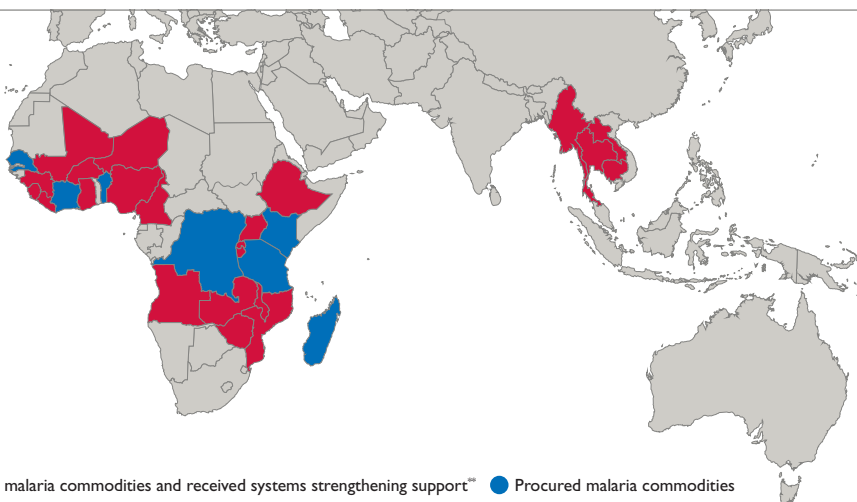 malaria commodities and received systems strengthening support** Procured malaria commodities